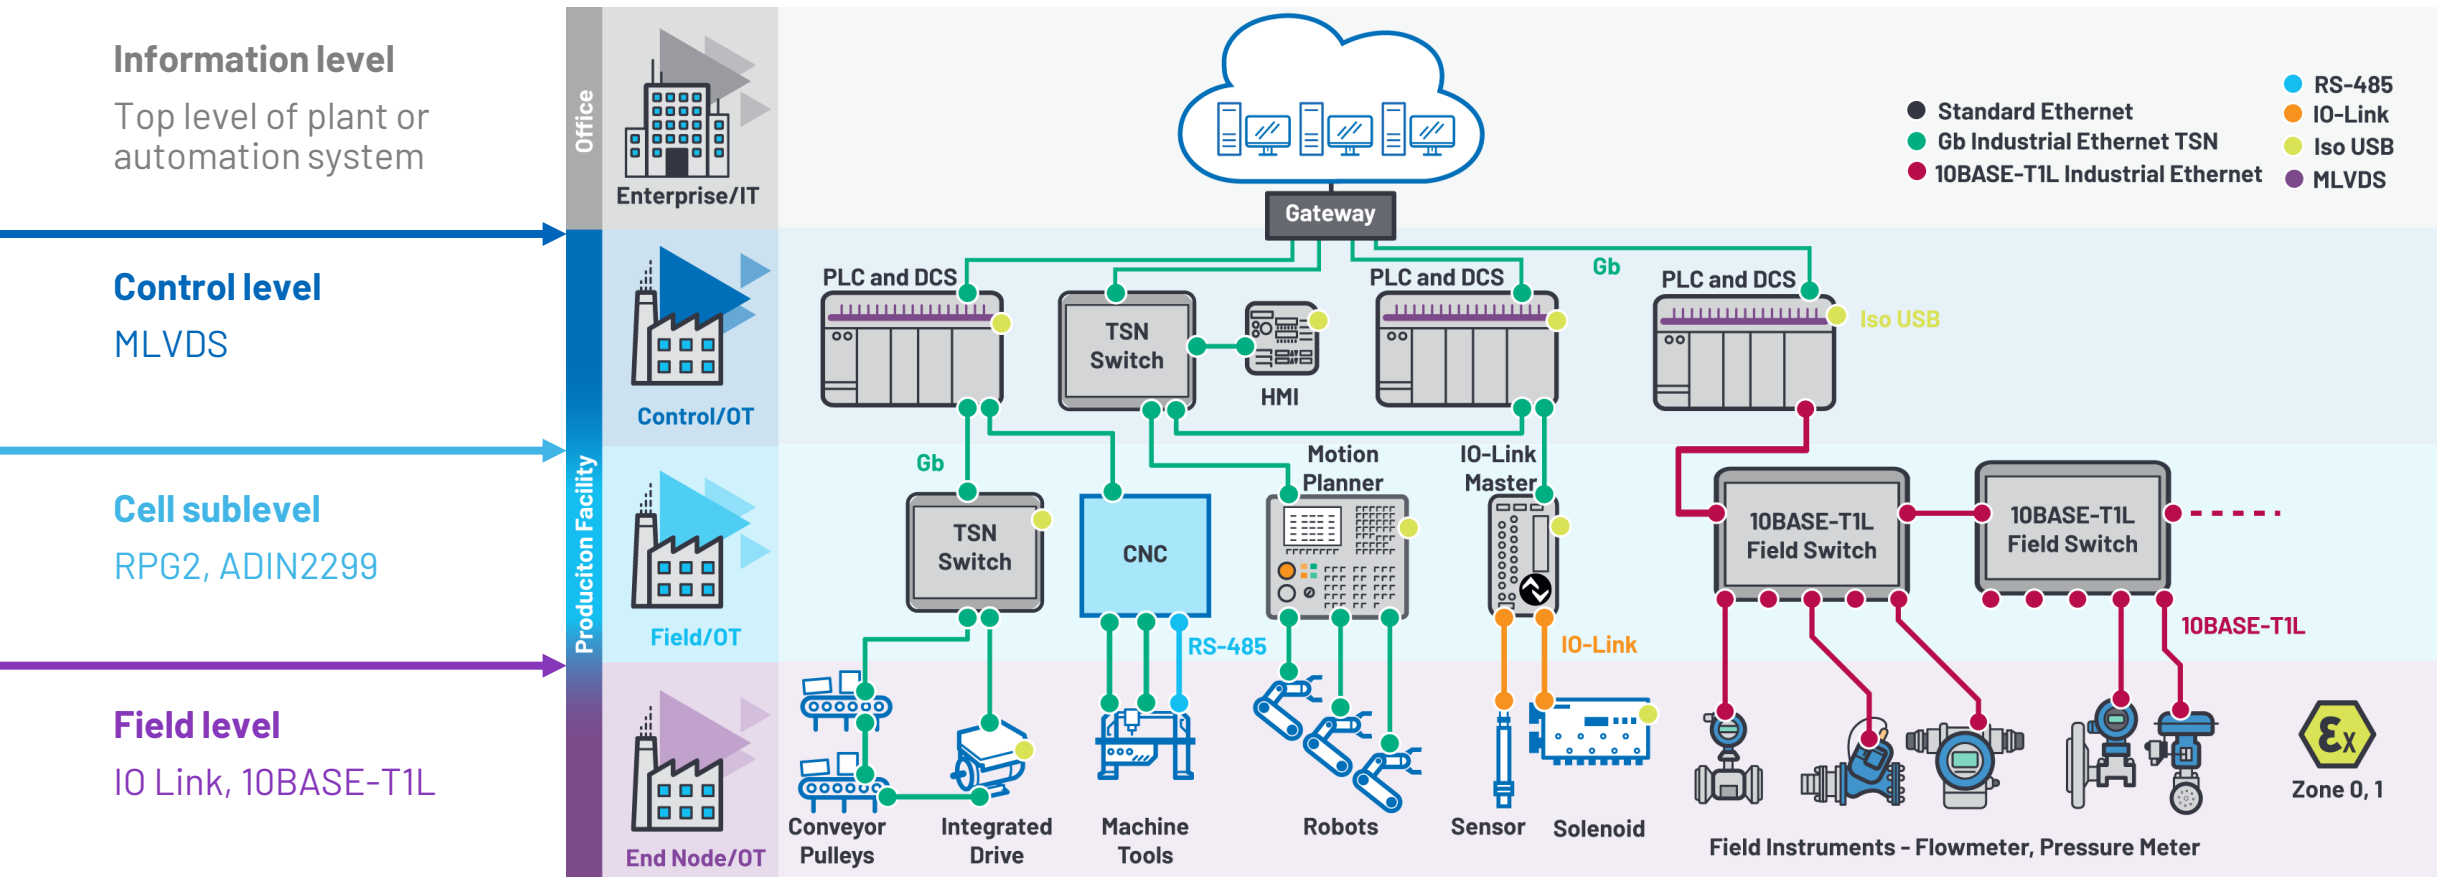 Information level
Top level of plant or
automation system
Control level
MLVDS
Cell sublevel
RPG2, ADIN2299
Field level
IO Link, 10BASE-T1L
Office
Produciton Facility
Enterprise/IT
Control/OT
Field/OT
End Node/OT
Gateway
Standard Ethernet
Gb Industrial Ethernet TSN
10BASE-T1L Industrial Ethernet
RS-485
IO-Link
Iso USB
MLVDS
PLC and DCS
TSN
Switch
HMI
PLC and DCS
Gb
PLC and DCS
Iso USB
Gb
TSN
Switch
CNC
Motion
Planner
IO-Link
Master
10BASE-T1L
Field Switch
10BASE-T1L
Field Switch
RS-485
IO-Link
10BASE-T1L
Conveyor
Pulleys
Integrated
Drive
Machine
Tools
Robots
Sensor
Solenoid
Field Instruments - Flowmeter, Pressure Meter
εx
Zone 0, 1